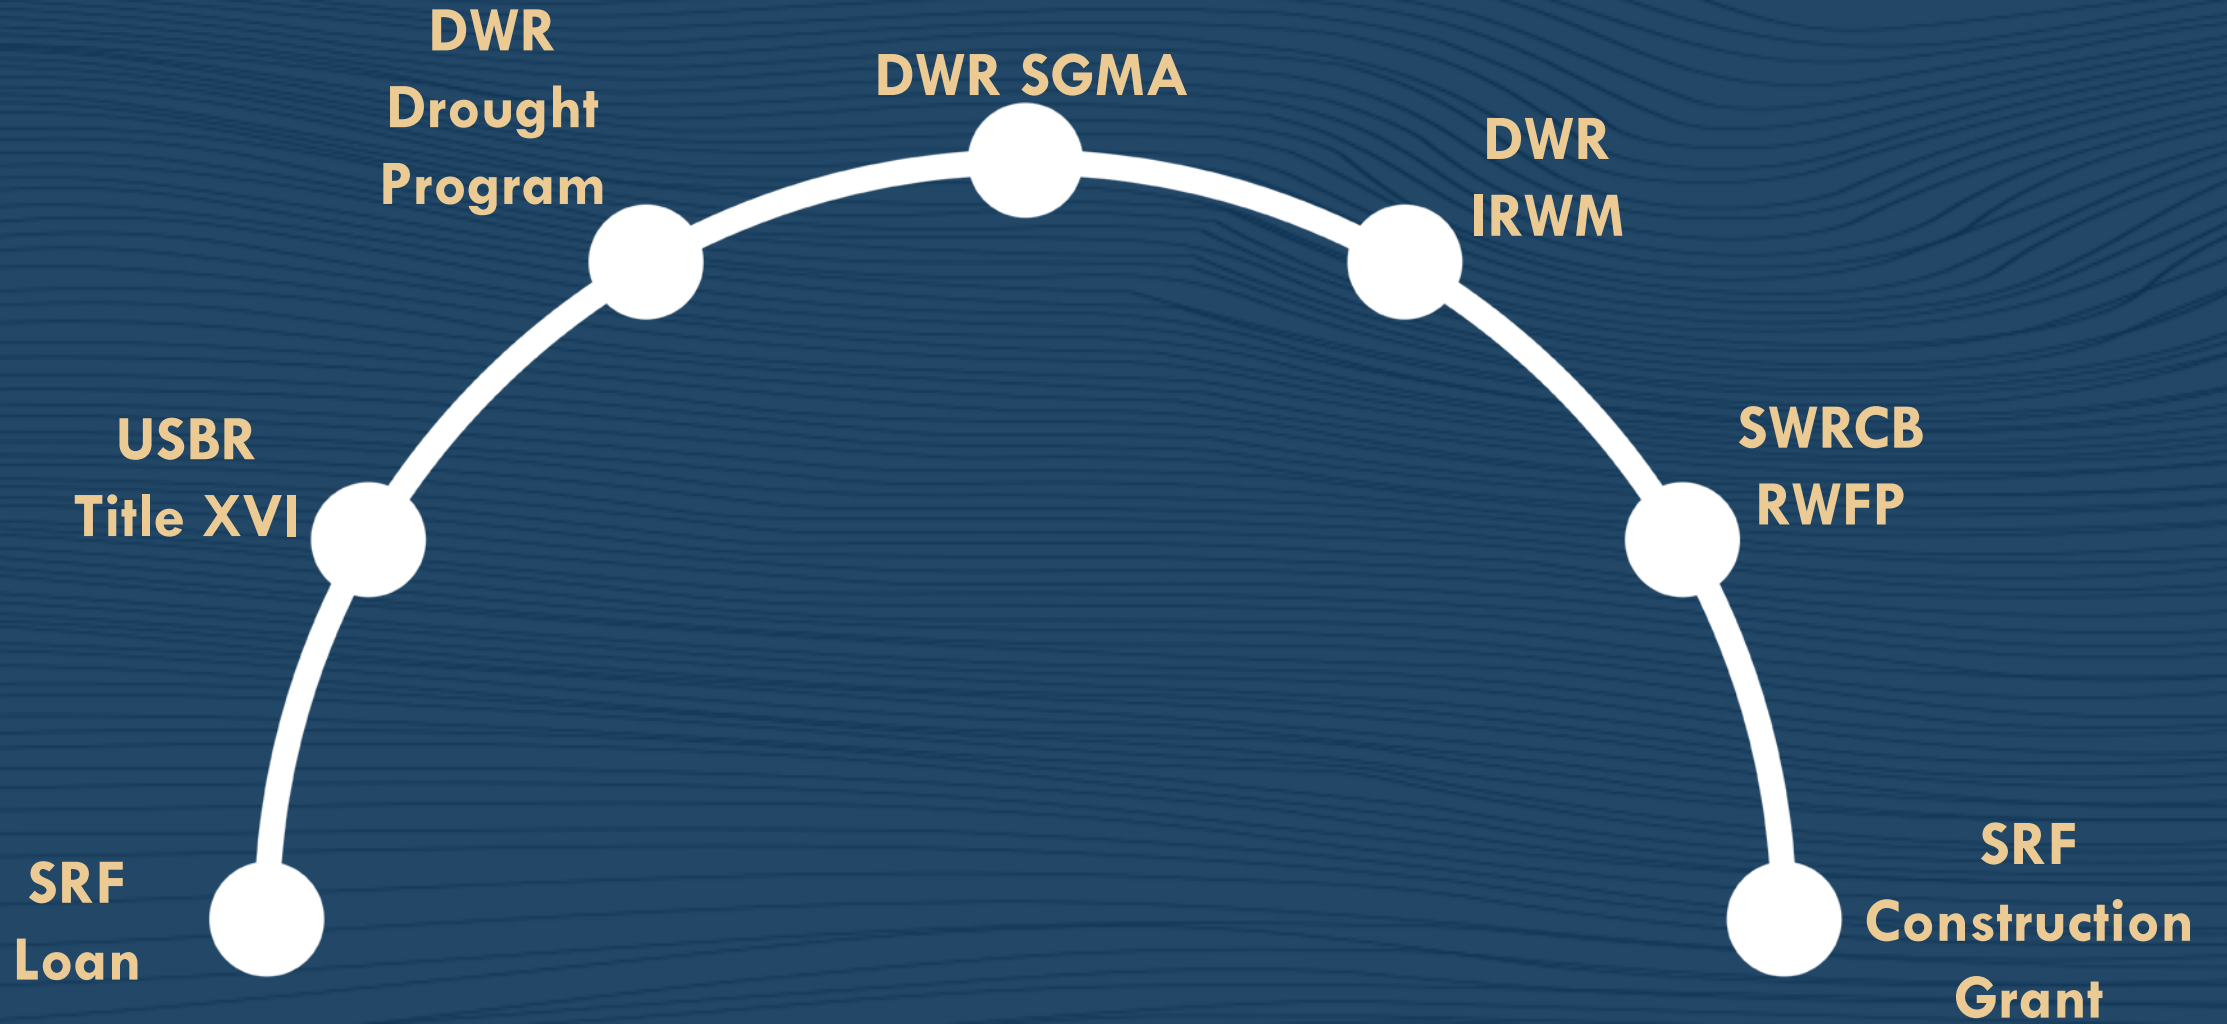 DWR
Drought
Program
DWR SGMA
DWR
IRWM
USBR
Title XVI
SWRCB
RWFP
SRF
Loan
SRF
Construction
Grant